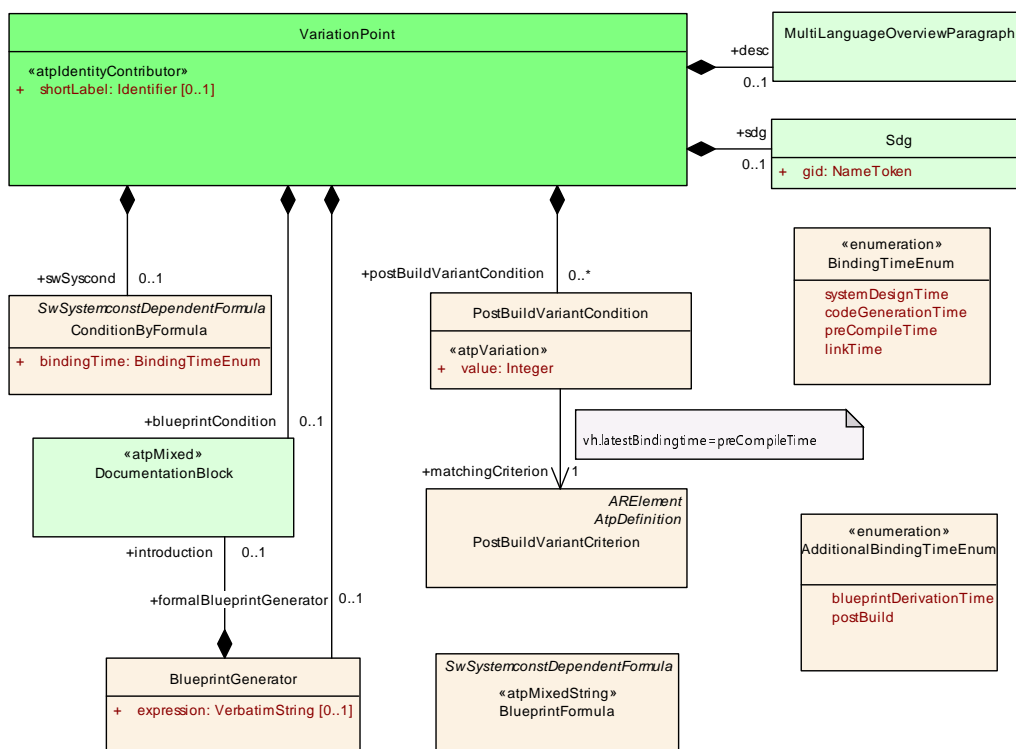 VariationPoint
«atpIdentityContributor»
+ shortLabel: Identifier [0..1]
+desc
0..1
MultiLanguageOverviewParagraph
+sdg
0..1
Sdg
+ gid: NameToken
+swSyscond
0..1
SwSystemconstDependentFormula
ConditionByFormula
+ bindingTime: BindingTimeEnum
+postBuildVariantCondition
0..*
PostBuildVariantCondition
«atpVariation»
+ value: Integer
«enumeration»
BindingTimeEnum
systemDesignTime
codeGenerationTime
preCompileTime
linkTime
+blueprintCondition
0..1
«atpMixed»
DocumentationBlock
vh.latestBindingtime=preCompileTime
+matchingCriterion
1
ARElement
AtpDefinition
PostBuildVariantCriterion
«enumeration»
AdditionalBindingTimeEnum
blueprintDerivationTime
postBuild
+introduction
0..1
+formalBlueprintGenerator
0..1
BlueprintGenerator
+ expression: VerbatimString [0..1]
SwSystemconstDependentFormula
«atpMixedString»
BlueprintFormula